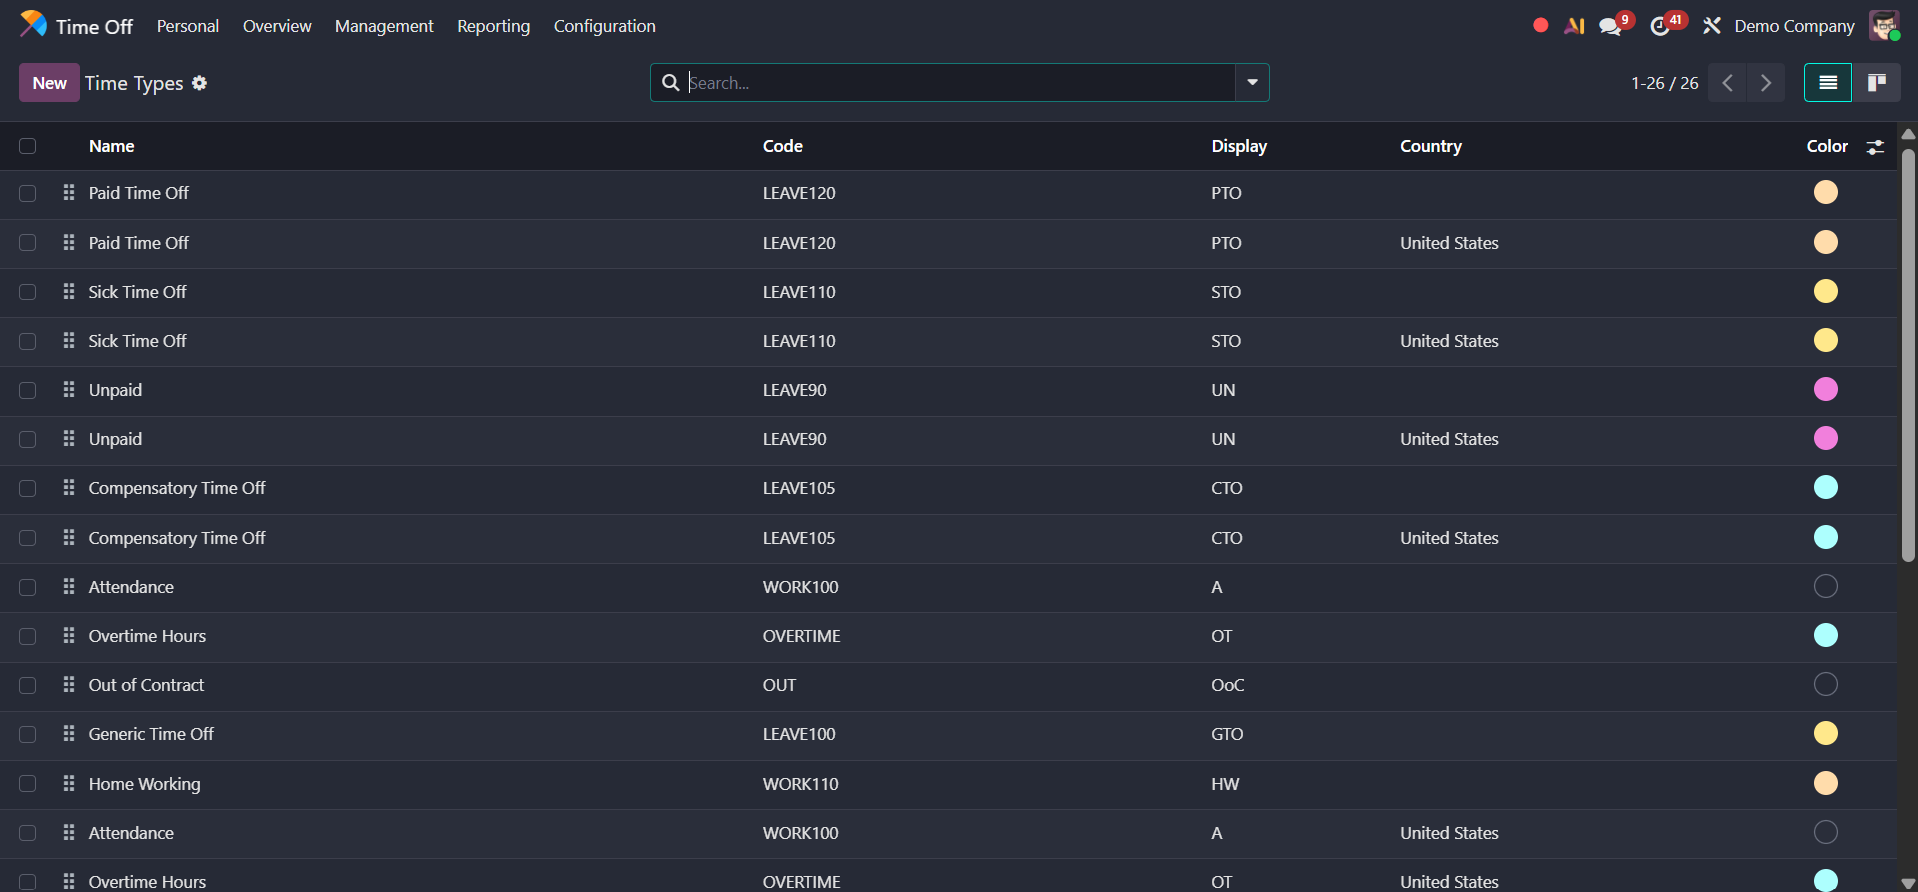 Time Off Personal Overview Management Reporting Configuration 9 41 Demo Company
New Time Types Search... 1-26 / 26
Name Code Display Country Color
Paid Time Off LEAVE120 PTO
Paid Time Off LEAVE120 PTO United States
Sick Time Off LEAVE110 STO
Sick Time Off LEAVE110 STO United States
Unpaid LEAVE90 UN
Unpaid LEAVE90 UN United States
Compensatory Time Off LEAVE105 CTO
Compensatory Time Off LEAVE105 CTO United States
Attendance WORK100 A
Overtime Hours OVERTIME OT
Out of Contract OUT OoC
Generic Time Off LEAVE100 GTO
Home Working WORK110 HW
Attendance WORK100 A United States
Overtime Hours OVERTIME OT United States